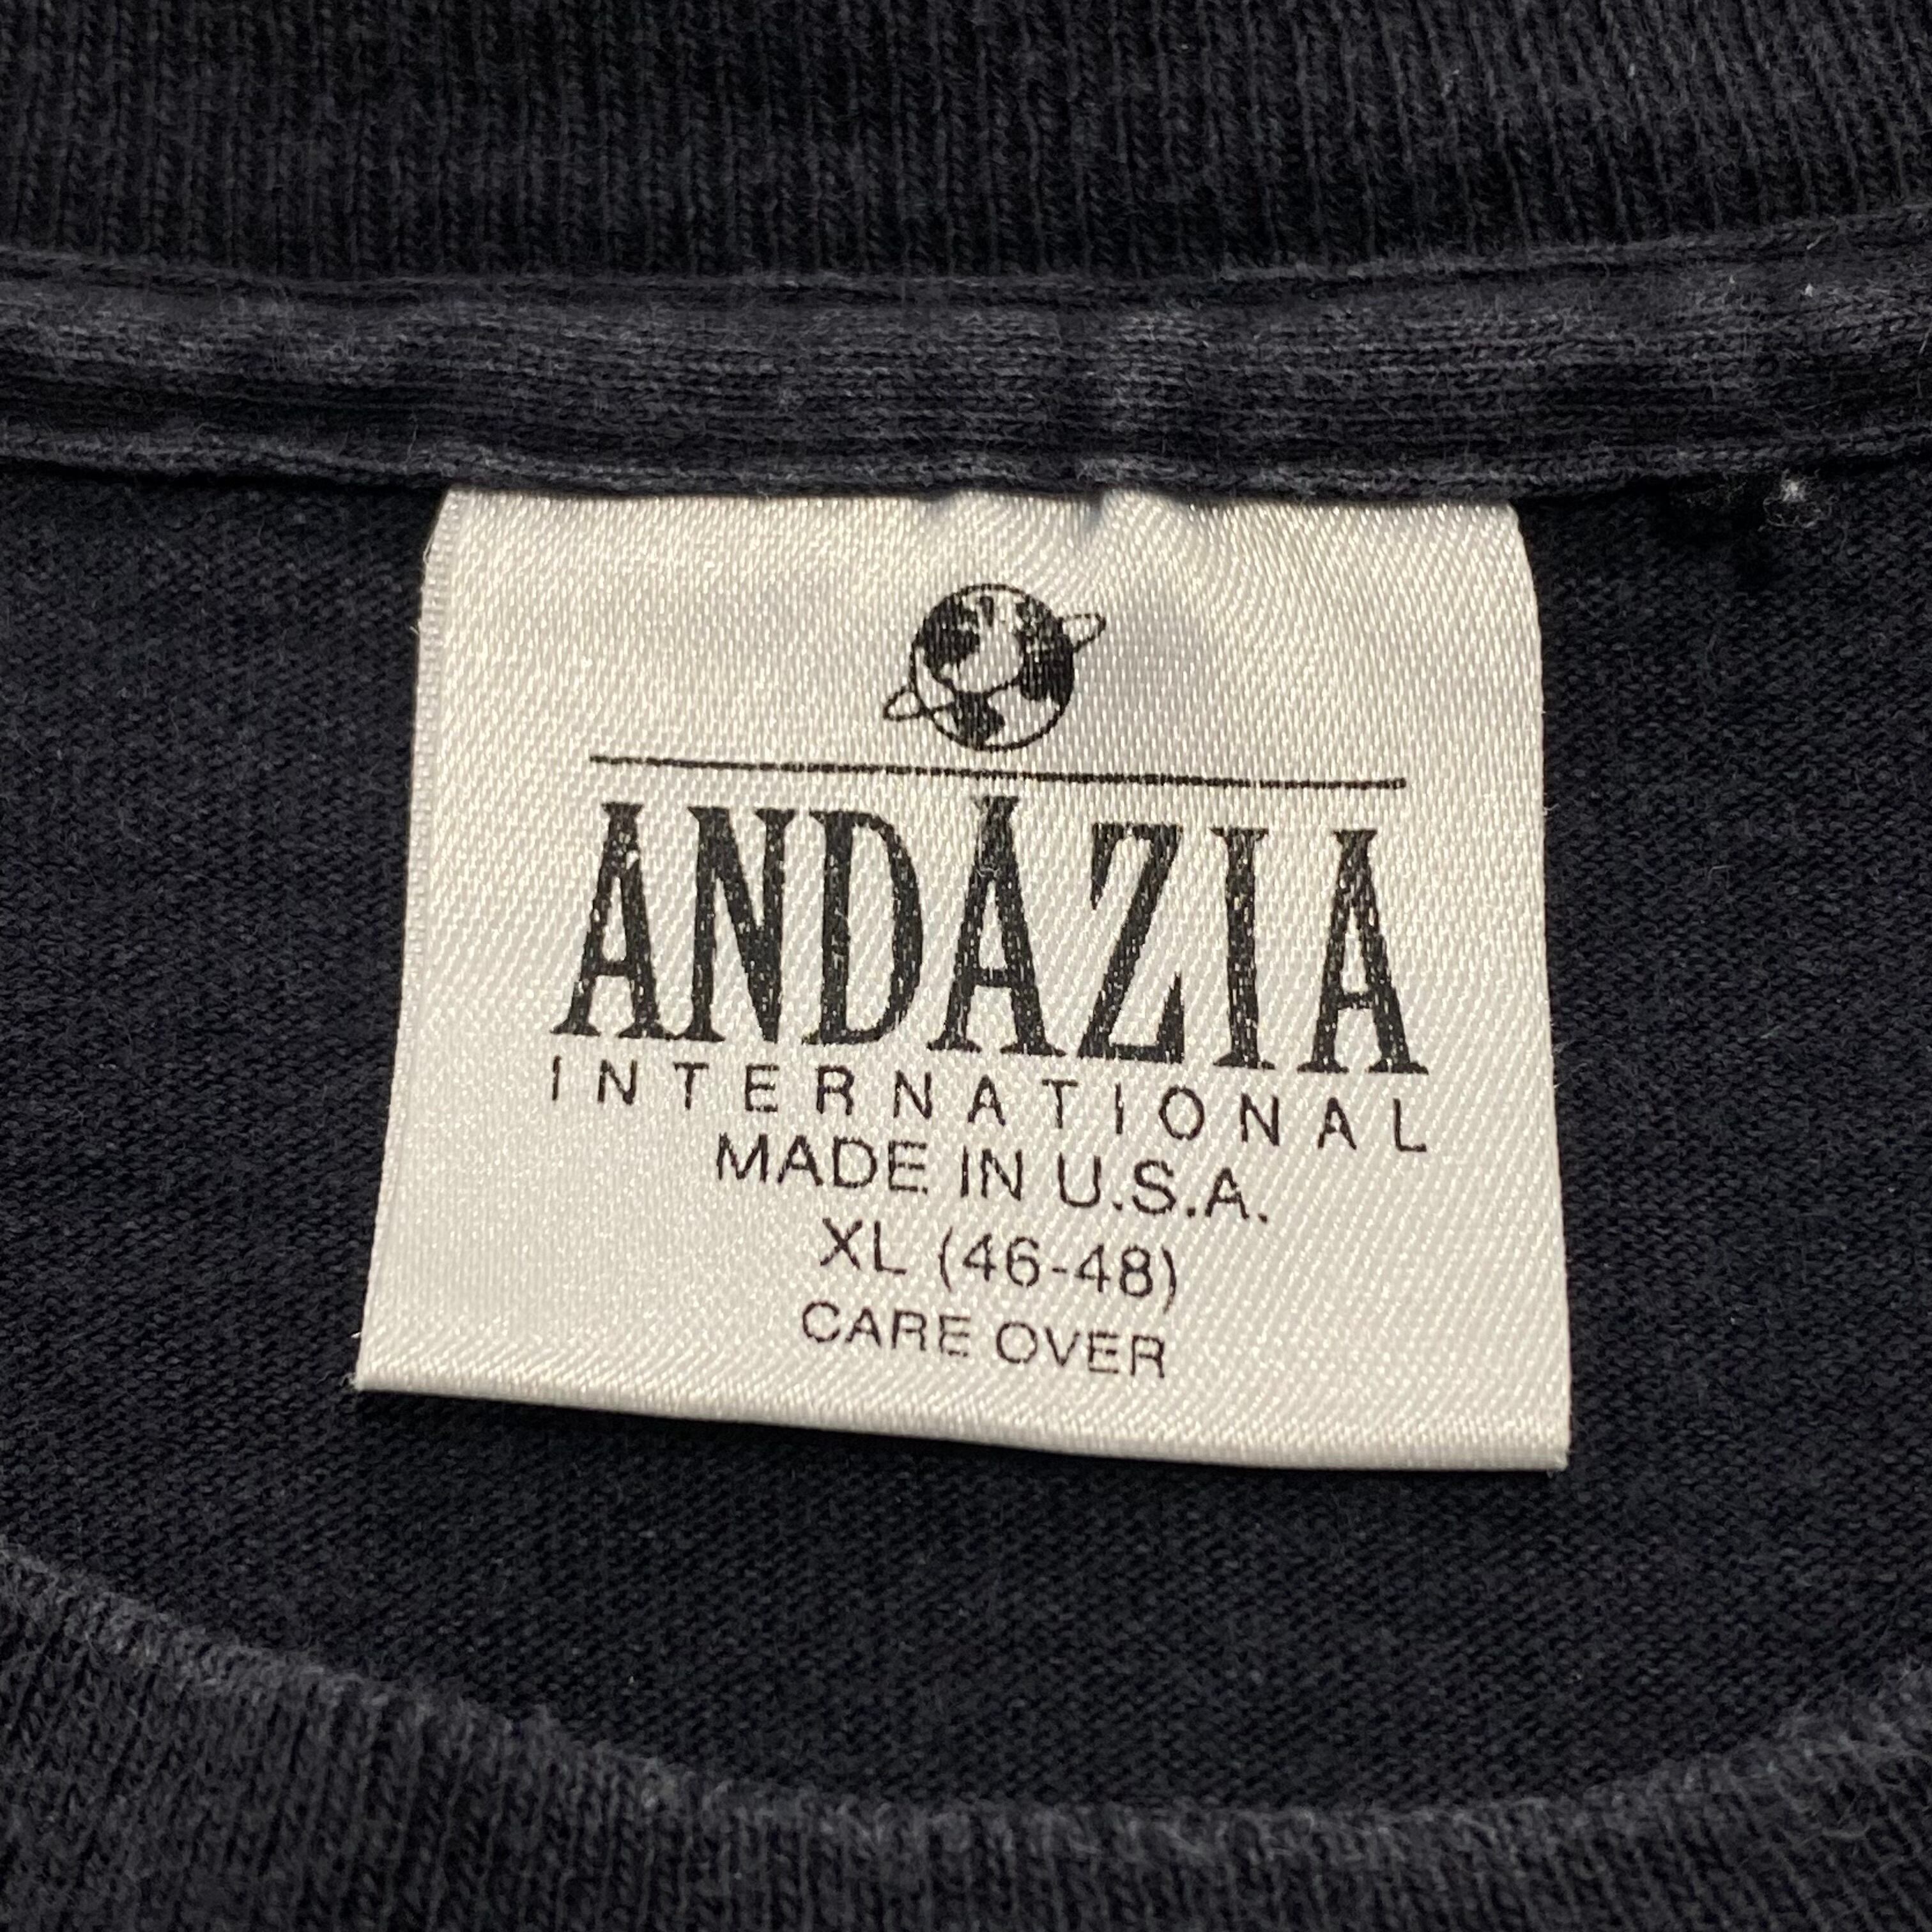 ANDAZIA
INTERNATIONAL
MADE IN U.S.A.
XL (46-48)
CARE OVER